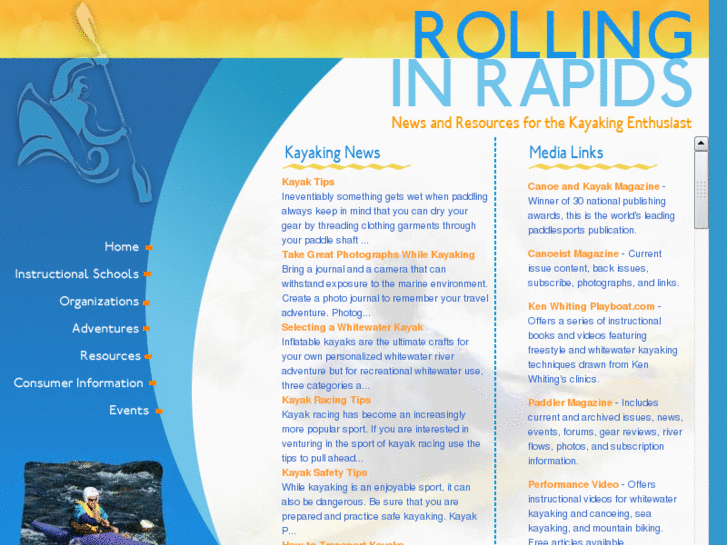 ROLLING
IN RAPIDS
News and Resources for the Kayaking Enthusiast
Home
Instructional Schools
Organizations
Adventures
Resources
Consumer Information
Events
Kayaking News
Kayak Tips
Ineventiably something gets wet when paddling
always keep in mind that you can dry your
gear by threading clothing garments through
your paddle shaft ...
Take Great Photographs While Kayaking
Bring a journal and a camera that can
withstand exposure to the marine environment.
Create a photo journal to remember your travel
adventure. Photog...
Selecting a Whitewater Kayak
Inflatable kayaks are the ultimate crafts for
your own personalized whitewater river
adventure but for recreational whitewater use,
three categories a...
Kayak Racing Tips
Kayak racing has become an increasingly
more popular sport. If you are interested in
venturing in the sport of kayak racing use the
tips to pull ahead...
Kayak Safety Tips
While kayaking is an enjoyable sport, it can
also be dangerous. Be sure that you are
prepared and practice safe kayaking. Kayak
P...
How to Transport Kayaks
Media Links
Canoe and Kayak Magazine -
Winner of 30 national publishing
awards, this is the world's leading
paddlesports publication.
Canoeist Magazine - Current
issue content, back issues,
subscribe, photographs, and links.
Ken Whiting Playboat.com -
Offers a series of instructional
books and videos featuring
freestyle and whitewater kayaking
techniques drawn from Ken
Whiting's clinics.
Paddler Magazine - Includes
current and archived issues, news,
events, forums, gear reviews, river
flows, photos, and subscription
information.
Performance Video - Offers
instructional videos for whitewater
kayaking and canoeing, sea
kayaking, and mountain biking.
Free articles available.